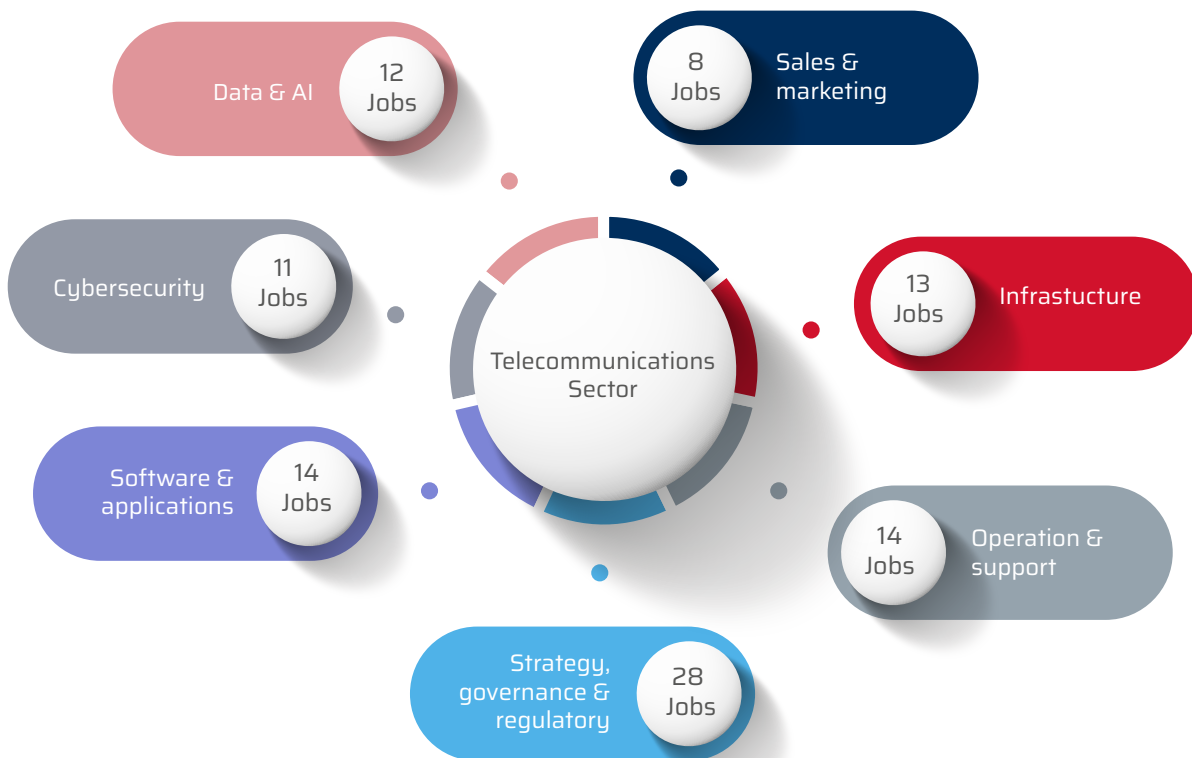 Data & AI
12
Jobs
8
Jobs
Sales &
marketing
Cybersecurity
11
Jobs
13
Jobs
Infrastucture
Telecommunications
Sector
Software &
applications
14
Jobs
14
Jobs
Operation &
support
Strategy,
governance &
regulatory
28
Jobs